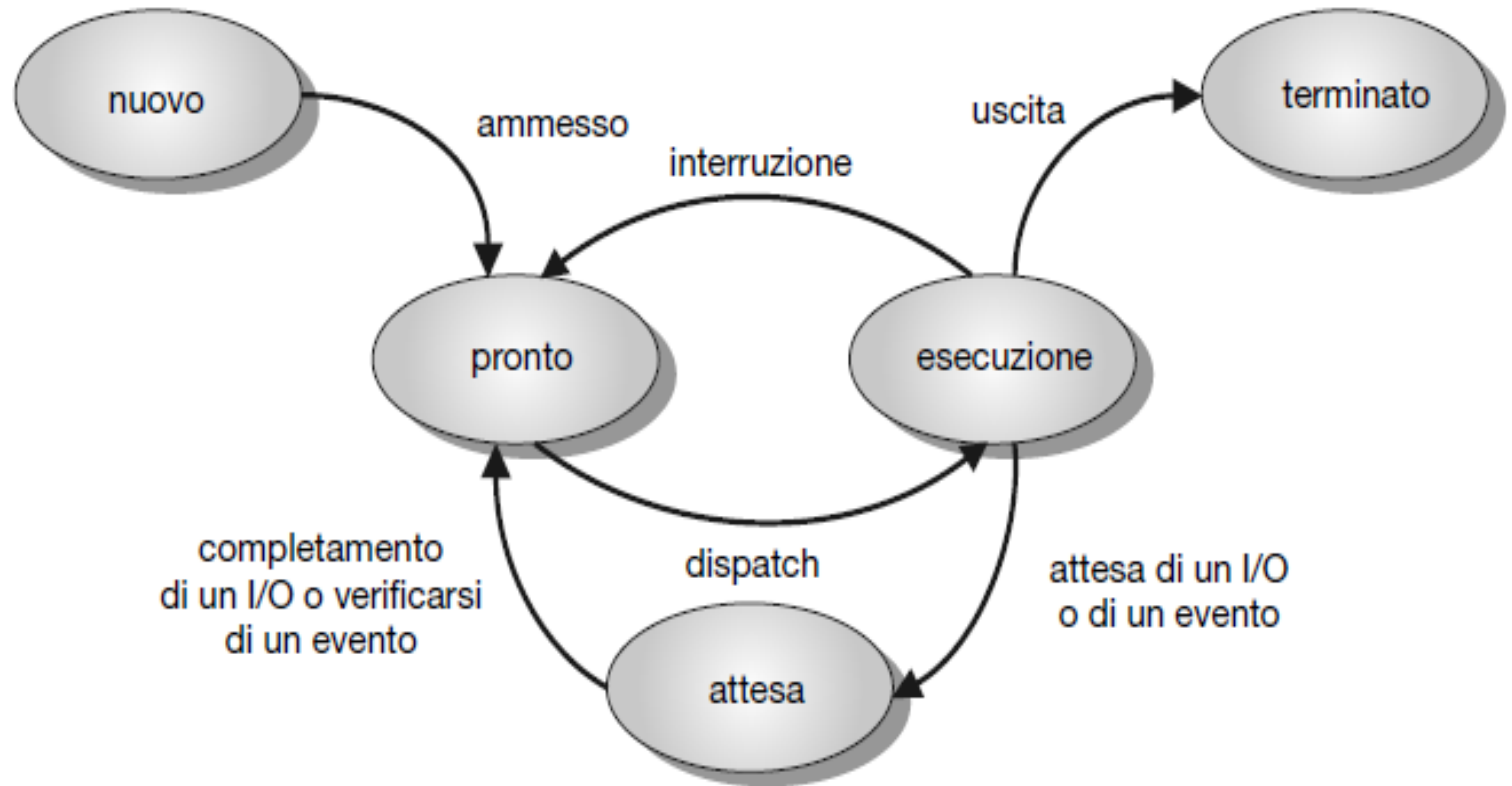 nuovo
terminato
uscita
ammesso
interruzione
pronto
esecuzione
completamento
di un I/O o verificarsi
di un evento
dispatch
attesa di un I/O
o di un evento
attesa